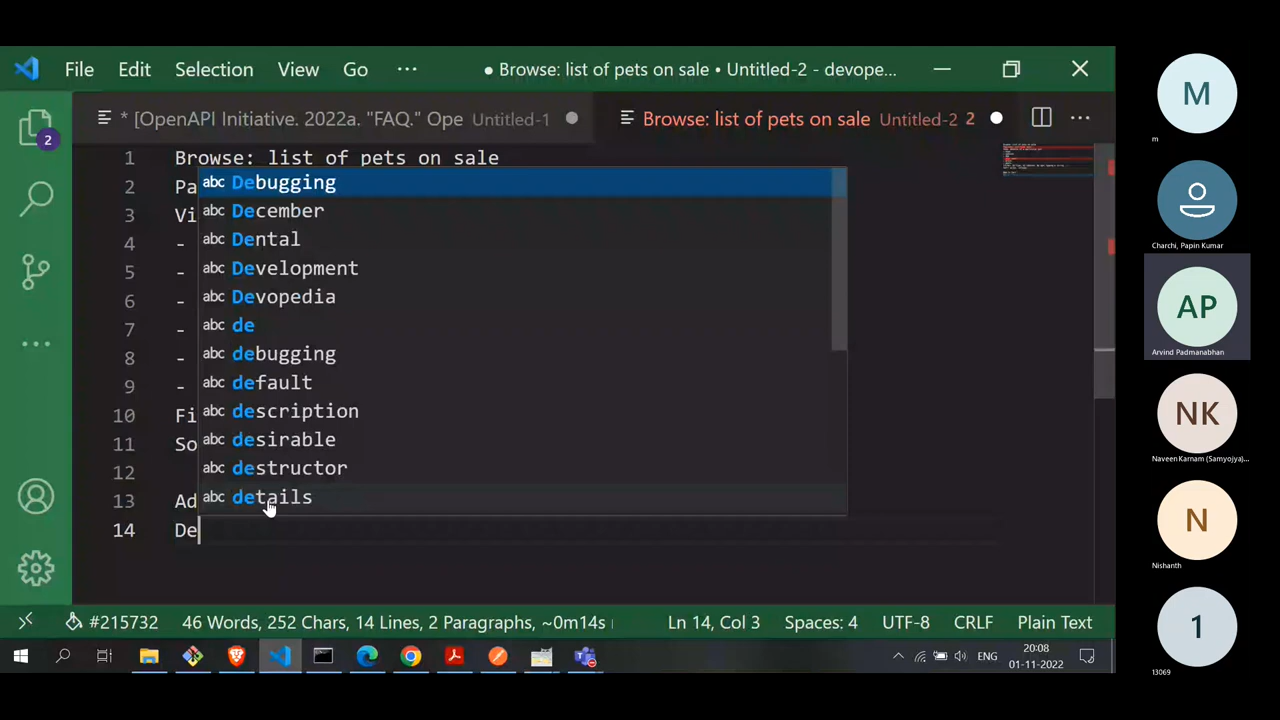 File Edit Selection View Go ··· ● Browse: list of pets on sale • Untitled-2 - devope...
* [OpenAPI Initiative. 2022a. "FAQ." Ope Untitled-1
Browse: list of pets on sale Untitled-2 2
2
1 Browse: list of pets on sale
2 Pa
3 Vi
4 -
5 -
6 -
7 -
8 -
9 -
10 Fi
11 So
12
13 Ad
14 De
abc Debugging
abc December
abc Dental
abc Development
abc Devopedia
abc de
abc debugging
abc default
abc description
abc desirable
abc destructor
abc details
#215732 46 Words, 252 Chars, 14 Lines, 2 Paragraphs, ~0m14s Ln 14, Col 3 Spaces: 4 UTF-8 CRLF Plain Text
ENG 20:08
01-11-2022
M
m
Charchi, Papin Kumar
AP
Arvind Padmanabhan
NK
Naveen Karnam (Samyojya)...
N
Nishanth
1
13069